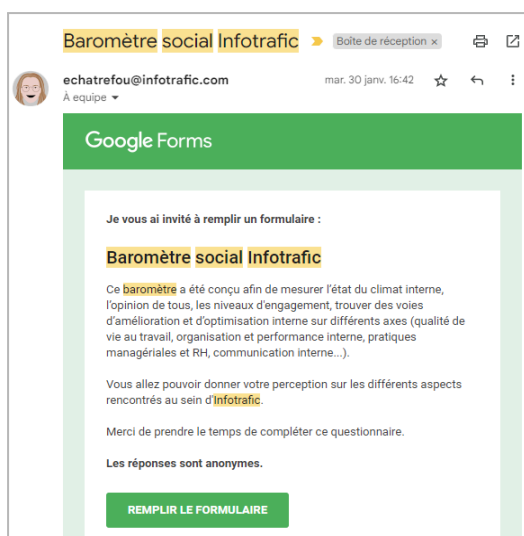 Baromètre social Infotrafic Boîte de réception x
echatrefou@infotrafic.com mar. 30 janv. 16:42
À equipe
Google Forms
Je vous ai invité à remplir un formulaire :
Baromètre social Infotrafic
Ce baromètre a été conçu afin de mesurer l'état du climat interne,
l'opinion de tous, les niveaux d'engagement, trouver des voies
d'amélioration et d'optimisation interne sur différents axes (qualité de
vie au travail, organisation et performance interne, pratiques
managériales et RH, communication interne...).
Vous allez pouvoir donner votre perception sur les différents aspects
rencontrés au sein d'Infotrafic.
Merci de prendre le temps de compléter ce questionnaire.
Les réponses sont anonymes.
REMPLIR LE FORMULAIRE